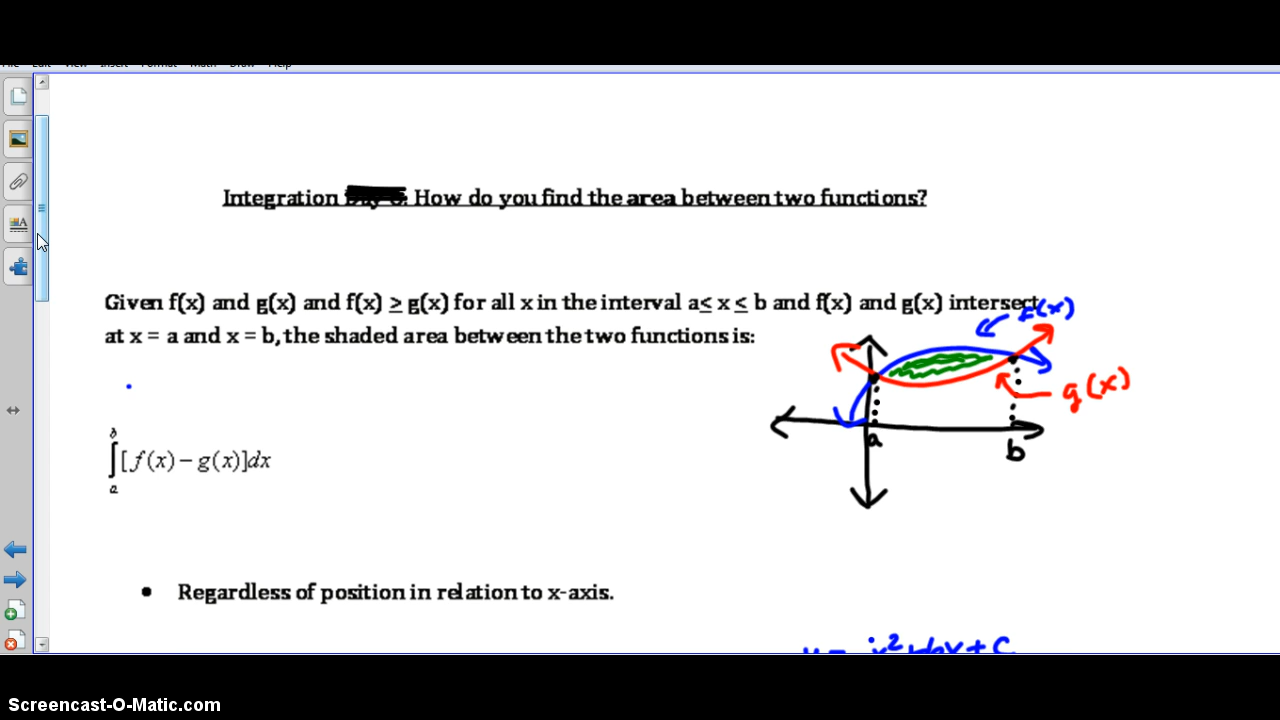 Integration How do you find the area between two functions?
Given f(x) and g(x) and f(x) ≥ g(x) for all x in the interval a≤ x ≤ b and f(x) and g(x) intersect
at x = a and x = b, the shaded area between the two functions is:
f(x)
g(x)
a
b
b
∫[f(x) − g(x)]dx
a
• Regardless of position in relation to x-axis.
Screencast-O-Matic.com